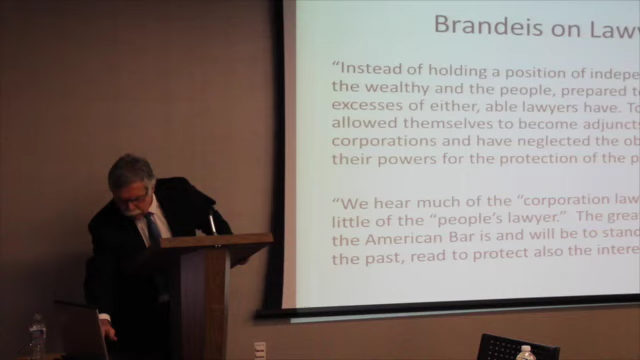 Brandeis on Law
“Instead of holding a position of indepe
the wealthy and the people, prepared t
excesses of either, able lawyers have. To
allowed themselves to become adjuncts
corporations and have neglected the ob
their powers for the protection of the p
“We hear much of the “corporation law
little of the “people’s lawyer.”  The grea
the American Bar is and will be to stand
the past, read to protect also the interes